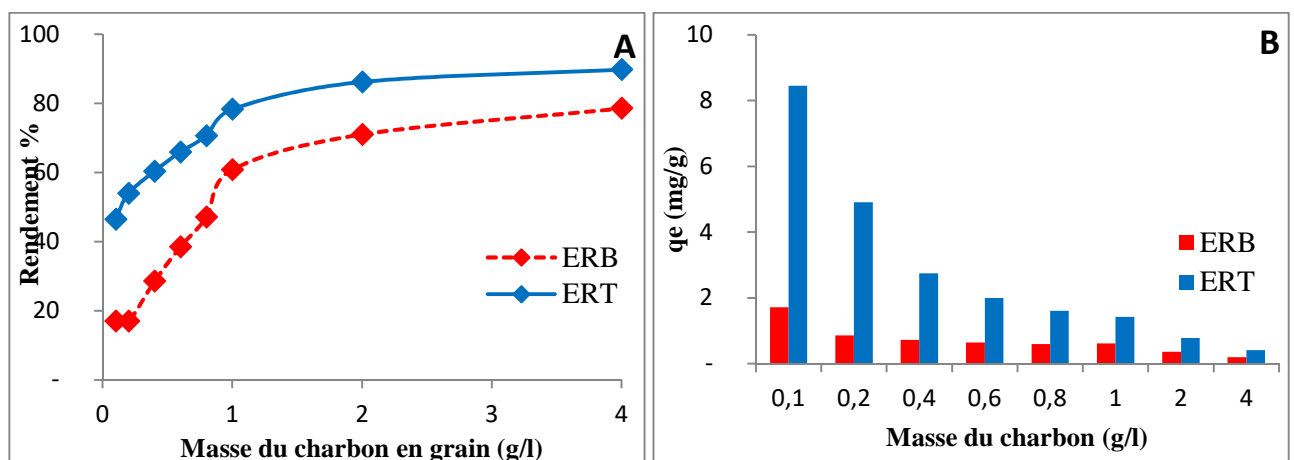 A
Rendement %
100
80
60
40
20
-
0 1 2 3 4
Masse du charbon en grain (g/l)
ERB
ERT
B
qe (mg/g)
10
8
6
4
2
-
0,1 0,2 0,4 0,6 0,8 1 2 4
Masse du charbon (g/l)
ERB
ERT